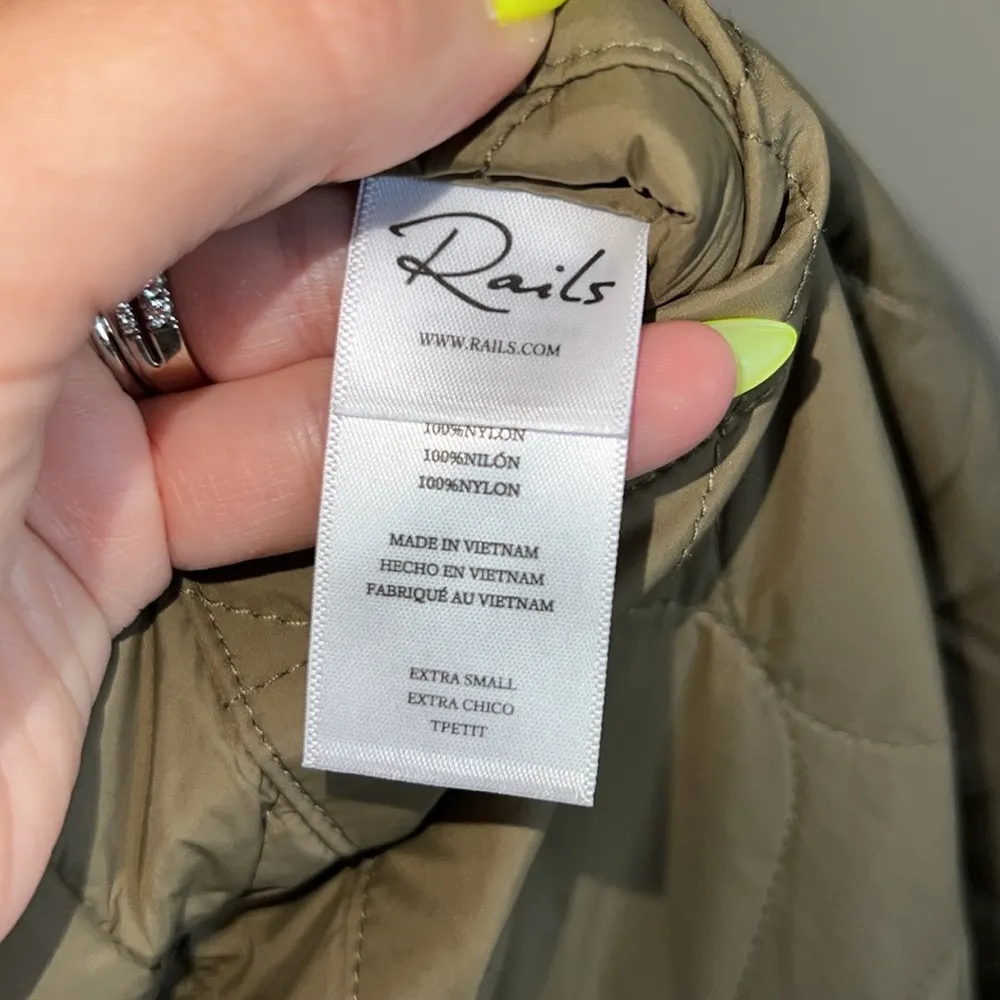 Rails
WWW.RAILS.COM
100%NYLON
100%NILÓN
100%NYLON
MADE IN VIETNAM
HECHO EN VIETNAM
FABRIQUÉ AU VIETNAM
EXTRA SMALL
EXTRA CHICO
TPETIT